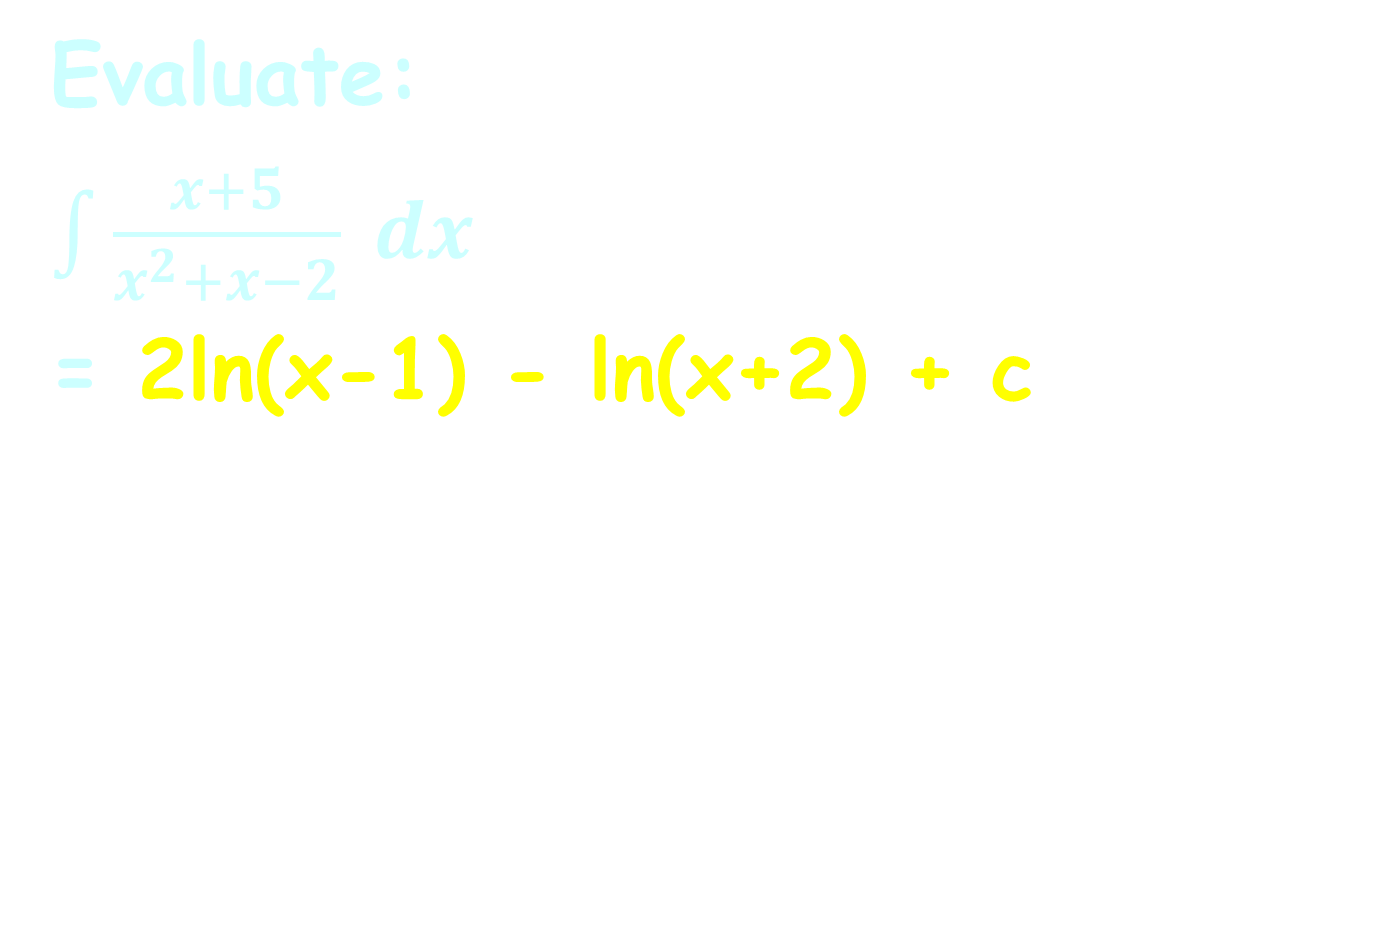 Evaluate:
∫ x+5 / x²+x−2 dx
= 2ln(x-1) - ln(x+2) + c